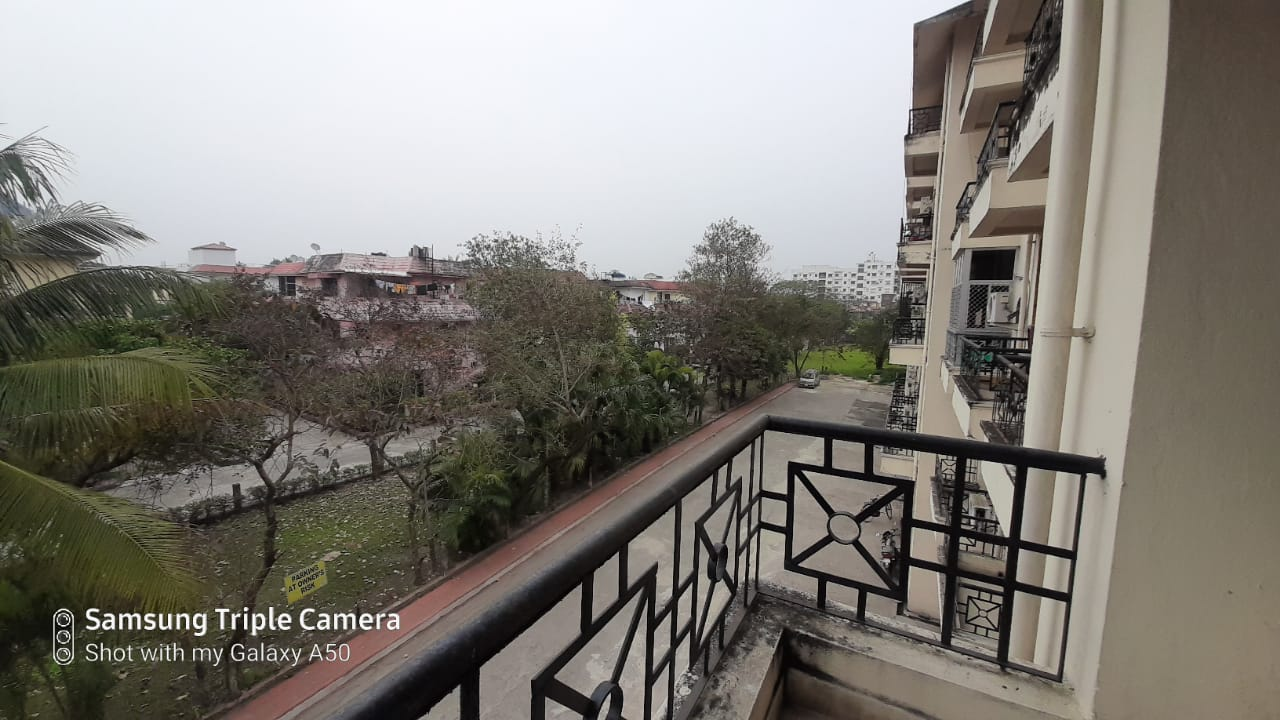 PARKING
AT OWNER'S
RISK
Samsung Triple Camera
Shot with my Galaxy A50